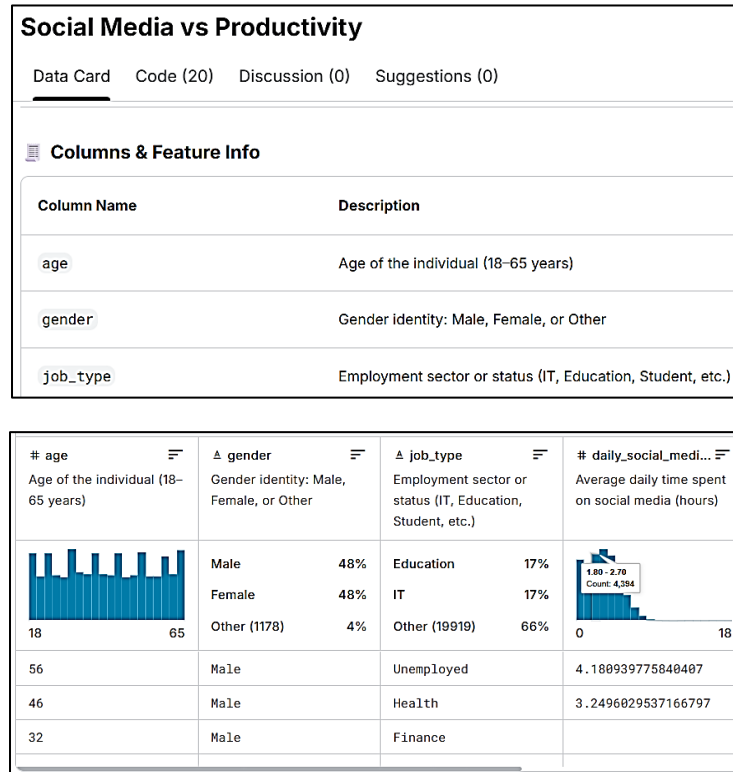 Social Media vs Productivity
Data Card Code (20) Discussion (0) Suggestions (0)
Columns & Feature Info
Column Name Description
age Age of the individual (18–65 years)
gender Gender identity: Male, Female, or Other
job_type Employment sector or status (IT, Education, Student, etc.)
# age gender job_type # daily_social_medi...
Age of the individual (18– Gender identity: Male, Employment sector or Average daily time spent
65 years) Female, or Other status (IT, Education, on social media (hours)
Student, etc.)
Male 48% Education 17% 1.80 - 2.70
Count: 4,394
Female 48% IT 17%
18 65 Other (1178) 4% Other (19919) 66% 0 18
56 Male Unemployed 4.180939775840407
46 Male Health 3.2496029537166797
32 Male Finance